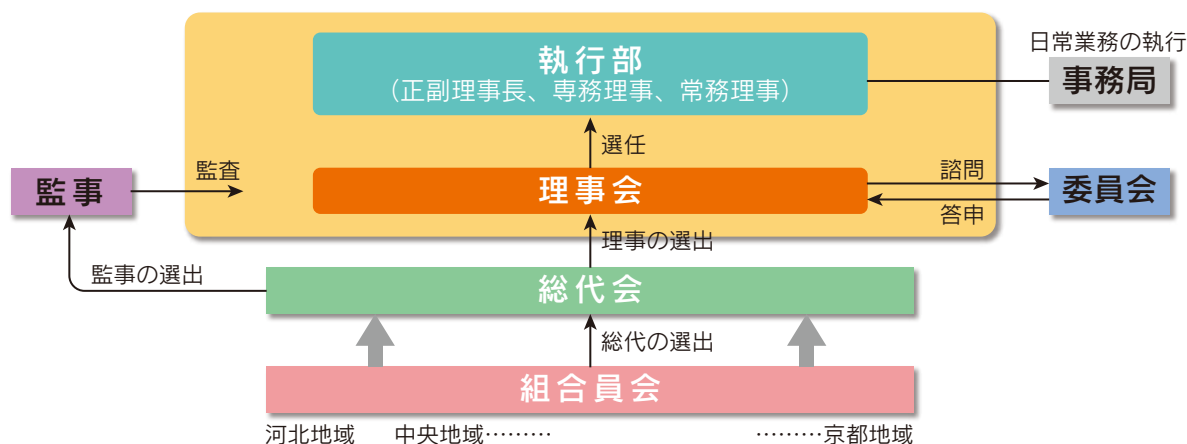 日常業務の執行
執行部
（正副理事長、専務理事、常務理事）
事務局
選任
監査
監事
理事会
諮問
答申
委員会
理事の選出
監事の選出
総代会
総代の選出
組合員会
河北地域 中央地域……… ………京都地域